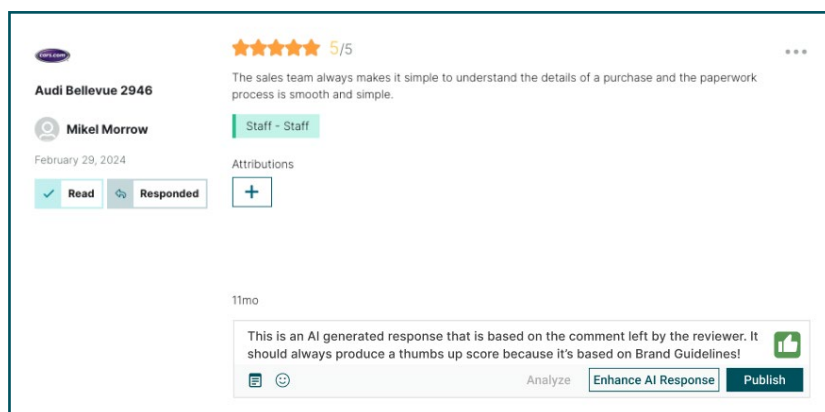 cars.com
Audi Bellevue 2946
Mikel Morrow
February 29, 2024
Read
Responded
5/5
The sales team always makes it simple to understand the details of a purchase and the paperwork
process is smooth and simple.
Staff - Staff
Attributions
+
11mo
This is an AI generated response that is based on the comment left by the reviewer. It
should always produce a thumbs up score because it's based on Brand Guidelines!
Analyze
Enhance AI Response
Publish